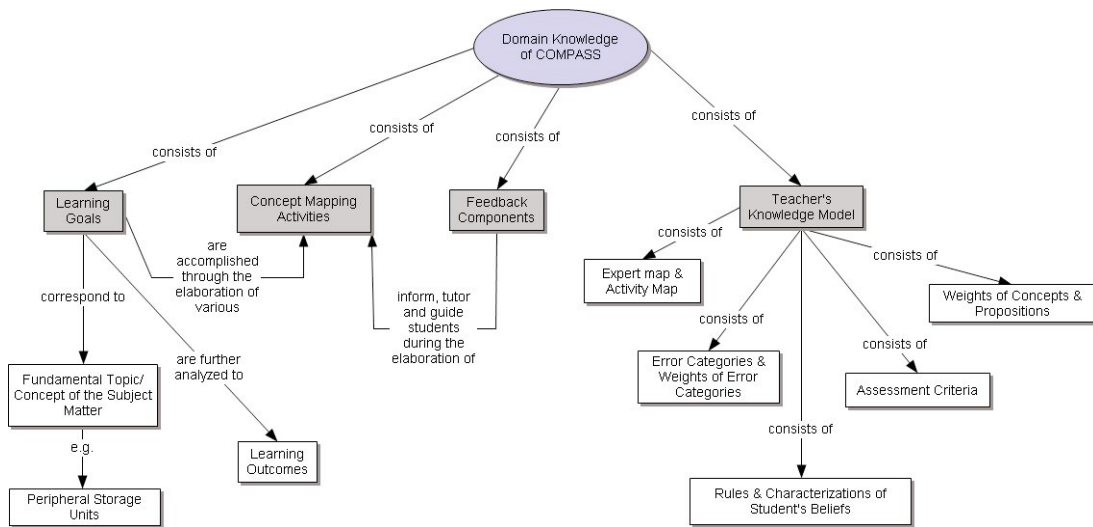 Domain Knowledge
of COMPASS
consists of
consists of
consists of
consists of
Learning
Goals
Concept Mapping
Activities
Feedback
Components
Teacher's
Knowledge Model
are
accomplished
through the
elaboration of
various
correspond to
are further
analyzed to
inform, tutor
and guide
students
during the
elaboration of
consists of
Expert map &
Activity Map
consists of
Weights of Concepts &
Propositions
consists of
Error Categories &
Weights of Error
Categories
consists of
Assessment Criteria
consists of
Rules & Characterizations of
Student's Beliefs
Fundamental Topic/
Concept of the Subject
Matter
e.g.
Peripheral Storage
Units
Learning
Outcomes